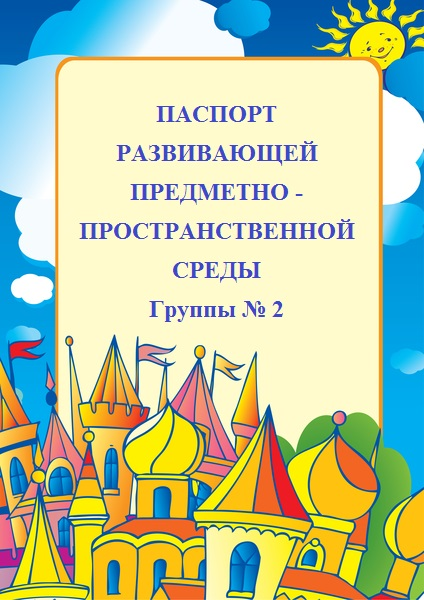 ПАСПОРТ
РАЗВИВАЮЩЕЙ
ПРЕДМЕТНО -
ПРОСТРАНСТВЕННОЙ
СРЕДЫ
Группы № 2